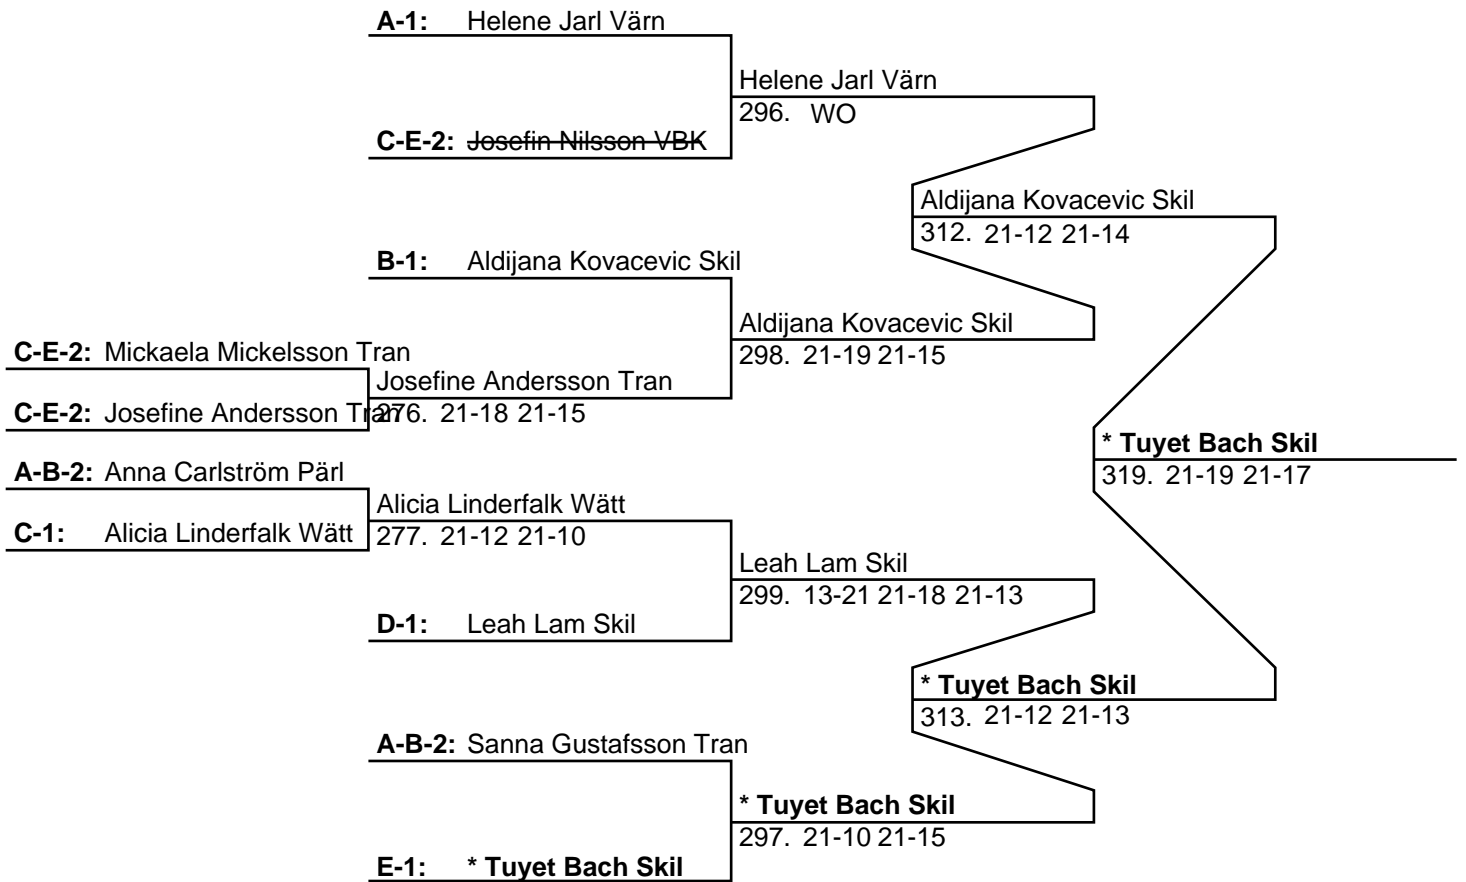 A-1: Helene Jarl Värn
Helene Jarl Värn
296. WO
C-E-2: Josefin Nilsson VBK
Aldijana Kovacevic Skil
312. 21-12 21-14
B-1: Aldijana Kovacevic Skil
Aldijana Kovacevic Skil
298. 21-19 21-15
C-E-2: Mickaela Mickelsson Tran
Josefine Andersson Tran
276. 21-18 21-15
C-E-2: Josefine Andersson Tran
* Tuyet Bach Skil
319. 21-19 21-17
A-B-2: Anna Carlström Pärl
Alicia Linderfalk Wätt
277. 21-12 21-10
C-1: Alicia Linderfalk Wätt
Leah Lam Skil
299. 13-21 21-18 21-13
D-1: Leah Lam Skil
* Tuyet Bach Skil
313. 21-12 21-13
A-B-2: Sanna Gustafsson Tran
* Tuyet Bach Skil
297. 21-10 21-15
E-1: * Tuyet Bach Skil